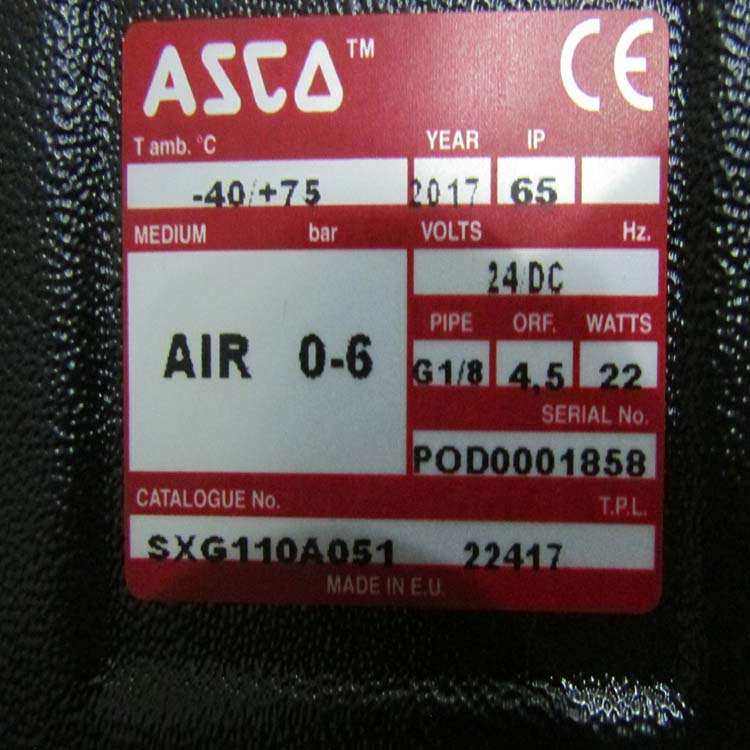 ASCO™ CE
T amb. °C YEAR IP
-40/+75 2017 65
MEDIUM bar VOLTS Hz.
24/DC
PIPE ORF. WATTS
AIR 0-6 G1/8 4,5 22
SERIAL No.
POD0001858
CATALOGUE No. T.P.L.
SXG110A051 22417
MADE IN E.U.